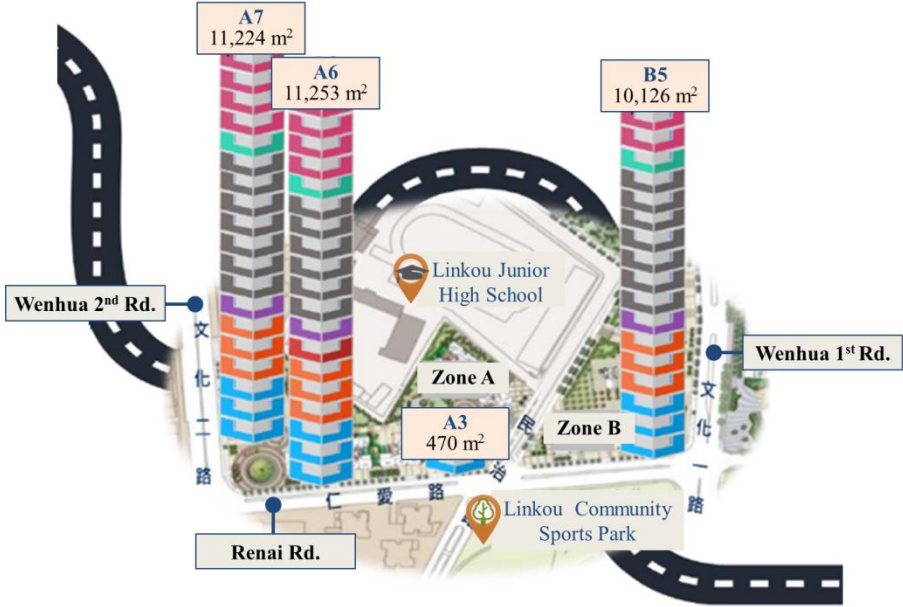 A7
11,224 m²
A6
11,253 m²
B5
10,126 m²
Linkou Junior
High School
Wenhua 2nd Rd.
文化二路
Wenhua 1st Rd.
文化一路
Zone A
A3
470 m²
Zone B
民治
仁愛路
Linkou Community
Sports Park
Renai Rd.